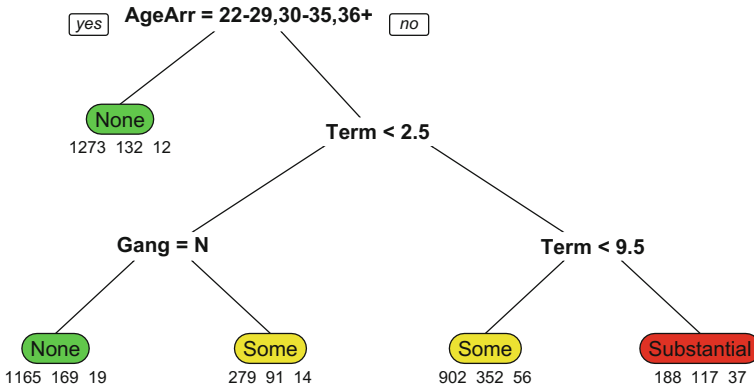 yes AgeArr = 22-29,30-35,36+ no
None
1273 132 12
Term < 2.5
Gang = N Term < 9.5
None Some Some Substantial
1165 169 19 279 91 14 902 352 56 188 117 37